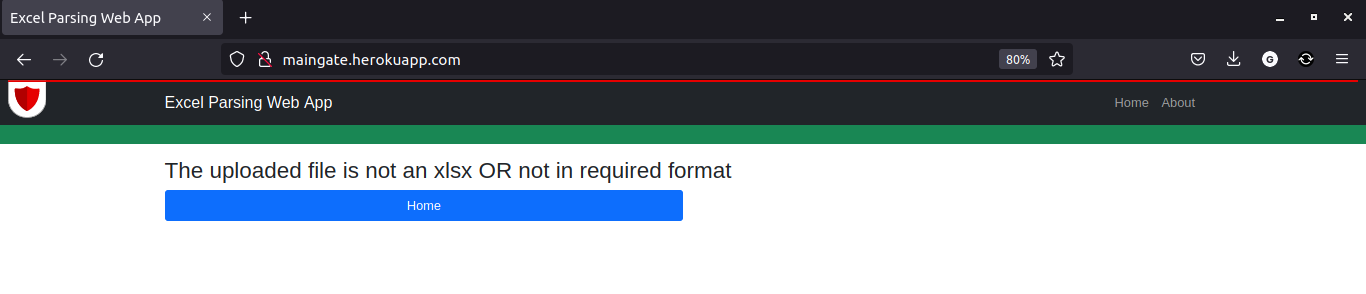 Excel Parsing Web App
maingate.herokuapp.com 80% G
Excel Parsing Web App Home About
The uploaded file is not an xlsx OR not in required format
Home